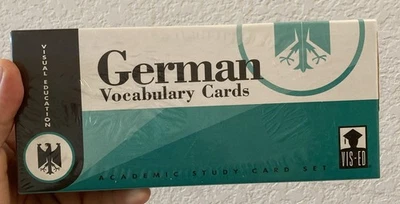 VISUAL EDUCATION
German
Vocabulary Cards
VIS-ED
ACADEMIC STUDY CARD SET